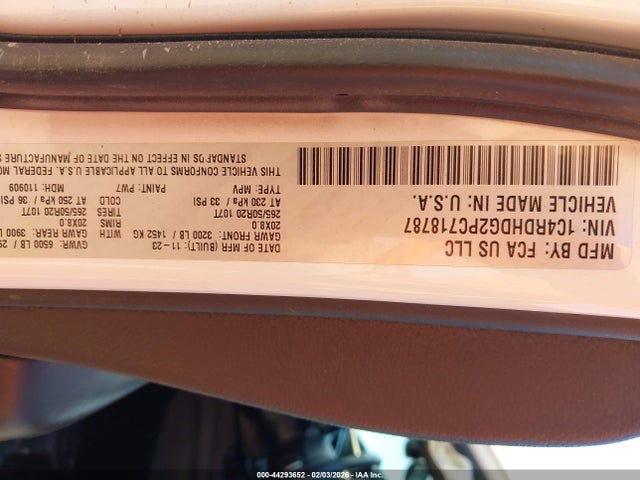 MFD BY: FCA US LLC
VIN: 1C4RDHDG2PC718787
VEHICLE MADE IN: U.S.A.
DATE OF MFR (BUILT): 11-23
GVWR: 6500 LB / 29
GAWR FRONT: 3200 LB / 1452 KG
GAWR REAR: 3900
WITH
20X8.0
RIMS
20X8.0
265/50R20 107T
TIRES
265/50R20 107T
AT 230 kPa / 33 PSI
COLD
AT 250 kPa / 36 PSI
TYPE: MPV
PAINT: PW7
MDH: 110909
THIS VEHICLE CONFORMS TO ALL APPLICABLE U.S.A. FEDERAL MO
STANDARDS IN EFFECT ON THE DATE OF MANUFACTURE S
000-44293652 - 02/03/2026 - IAA Inc.